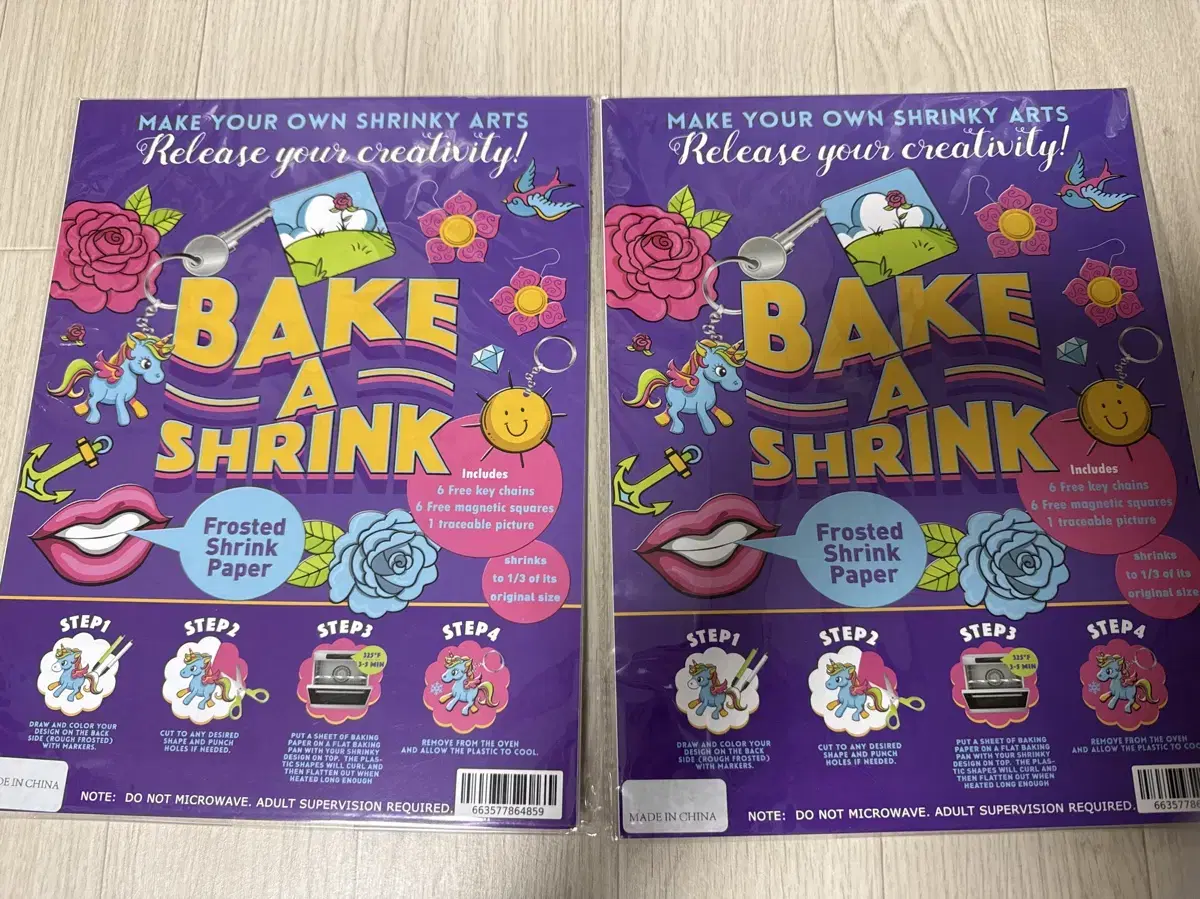 MAKE YOUR OWN SHRINKY ARTS
Release your creativity!
BAKE
A
SHRINK
Includes
6 Free key chains
6 Free magnetic squares
1 traceable picture
Frosted
Shrink
Paper
shrinks
to 1/3 of its
original size
STEP1
STEP2
STEP3
325°F
3-5 MIN
STEP4
DRAW AND COLOR YOUR
DESIGN ON THE BACK
SIDE (ROUGH FROSTED)
WITH MARKERS.
CUT TO ANY DESIRED
SHAPE AND PUNCH
HOLES IF NEEDED.
PUT A SHEET OF BAKING
PAPER ON A FLAT BAKING
PAN WITH YOUR SHRINKY
DESIGN ON TOP. THE PLAS-
TIC SHAPES WILL CURL AND
THEN FLATTEN OUT WHEN
HEATED LONG ENOUGH
REMOVE FROM THE OVEN
AND ALLOW THE PLASTIC TO COOL.
DE IN CHINA
NOTE: DO NOT MICROWAVE. ADULT SUPERVISION REQUIRED.
663577864859
MAKE YOUR OWN SHRINKY ARTS
Release your creativity!
BAKE
A
SHRINK
Includes
6 Free key chains
6 Free magnetic squares
1 traceable picture
Frosted
Shrink
Paper
shrinks
to 1/3 of its
original size
STEP1
STEP2
STEP3
325°F
3-5 MIN
STEP4
DRAW AND COLOR YOUR
DESIGN ON THE BACK
SIDE (ROUGH FROSTED)
WITH MARKERS.
CUT TO ANY DESIRED
SHAPE AND PUNCH
HOLES IF NEEDED.
PUT A SHEET OF BAKING
PAPER ON A FLAT BAKING
PAN WITH YOUR SHRINKY
DESIGN ON TOP. THE PLAS-
TIC SHAPES WILL CURL AND
THEN FLATTEN OUT WHEN
HEATED LONG ENOUGH
REMOVE FROM THE OVEN
AND ALLOW THE PLASTIC TO COOL
MADE IN CHINA
NOTE: DO NOT MICROWAVE. ADULT SUPERVISION REQUIRED.
6635778